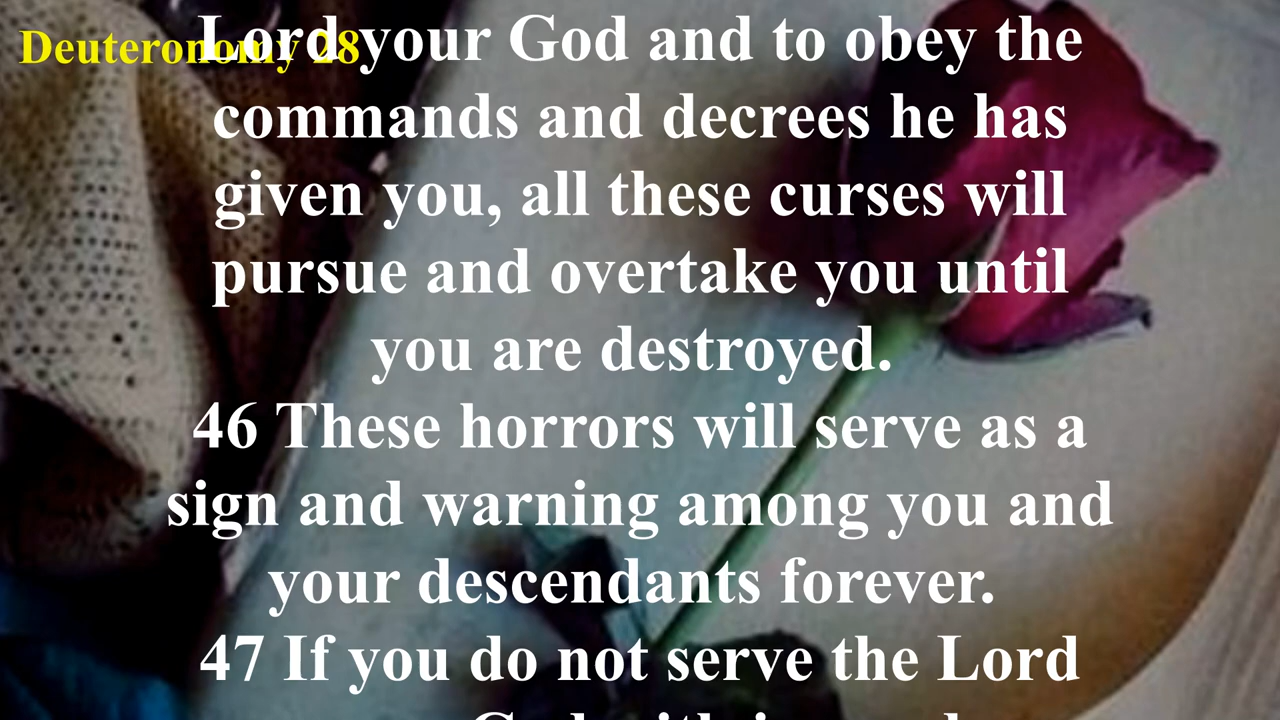 Deuteronomy 28
Lord your God and to obey the
commands and decrees he has
given you, all these curses will
pursue and overtake you until
you are destroyed.
46 These horrors will serve as a
sign and warning among you and
your descendants forever.
47 If you do not serve the Lord